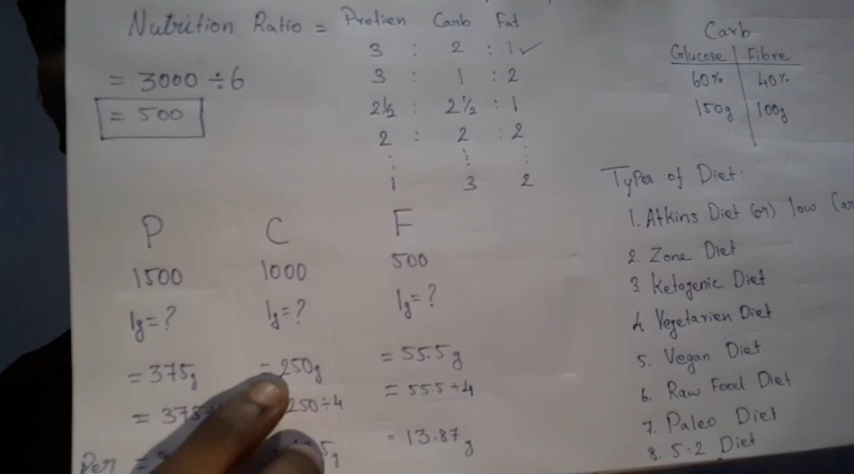 Nutrition Ratio = Protien Carb Fat
3 : 2 : 1 ✓
= 3000 ÷ 6
3 : 1 : 2
= 500
2½ : 2½ : 1
2 : 2 : 2
⋮ ⋮ ⋮
1 3 2
P C F
1500 1000 500
1g=? 1g=? 1g=?
= 375g = 250g = 55.5g
= 375 250÷4 = 55.5÷4
= 13.87g
Per =
Carb
Glucose Fibre
60% 40%
150g 100g
Types of Diet:
1. Atkins Diet (or) low
2. Zone Diet
3 Ketogenic Diet
4 Vegetarien Diet
5. Vegan Diet
6. Raw Food Diet
7. Paleo Diet
8. 5:2 Diet